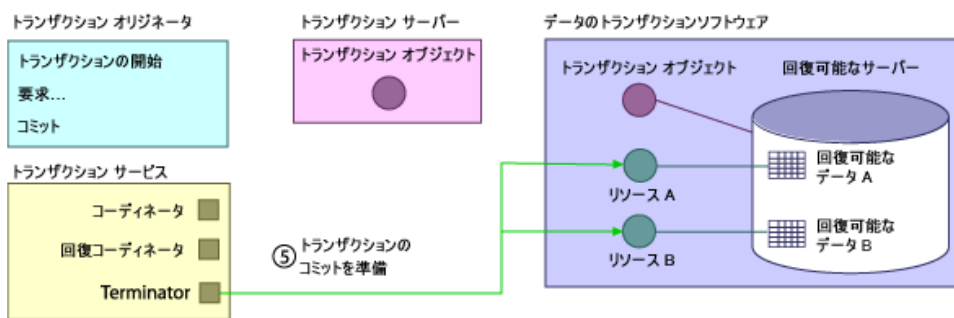 トランザクション オリジネータ
トランザクションの開始
要求...
コミット
トランザクション サーバー
トランザクション オブジェクト
データのトランザクションソフトウェア
トランザクション オブジェクト
回復可能なサーバー
回復可能な
データ A
リソース A
回復可能な
データ B
リソース B
トランザクション サービス
コーディネータ
回復コーディネータ
Terminator
⑤ トランザクションの
コミットを準備